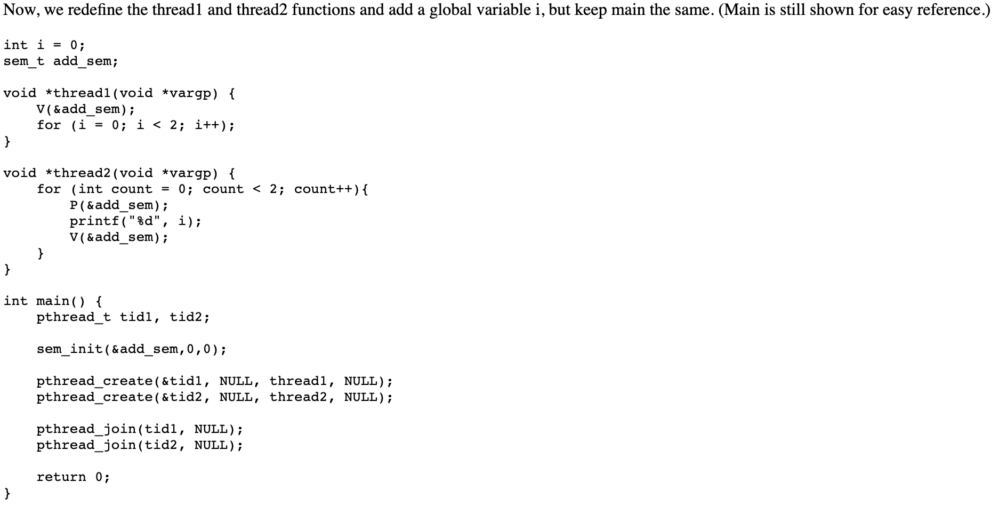 Now, we redefine the thread1 and thread2 functions and add a global variable i, but keep main the same. (Main is still shown for easy reference.)
int i = 0;
sem_t add_sem;
void *thread1(void *vargp) {
    V(&add_sem);
    for (i = 0; i < 2; i++);
}
void *thread2(void *vargp) {
    for (int count = 0; count < 2; count++){
        P(&add_sem);
        printf("%d", i);
        V(&add_sem);
    }
}
int main() {
    pthread_t tid1, tid2;
    sem_init(&add_sem,0,0);
    pthread_create(&tid1, NULL, thread1, NULL);
    pthread_create(&tid2, NULL, thread2, NULL);
    pthread_join(tid1, NULL);
    pthread_join(tid2, NULL);
    return 0;
}